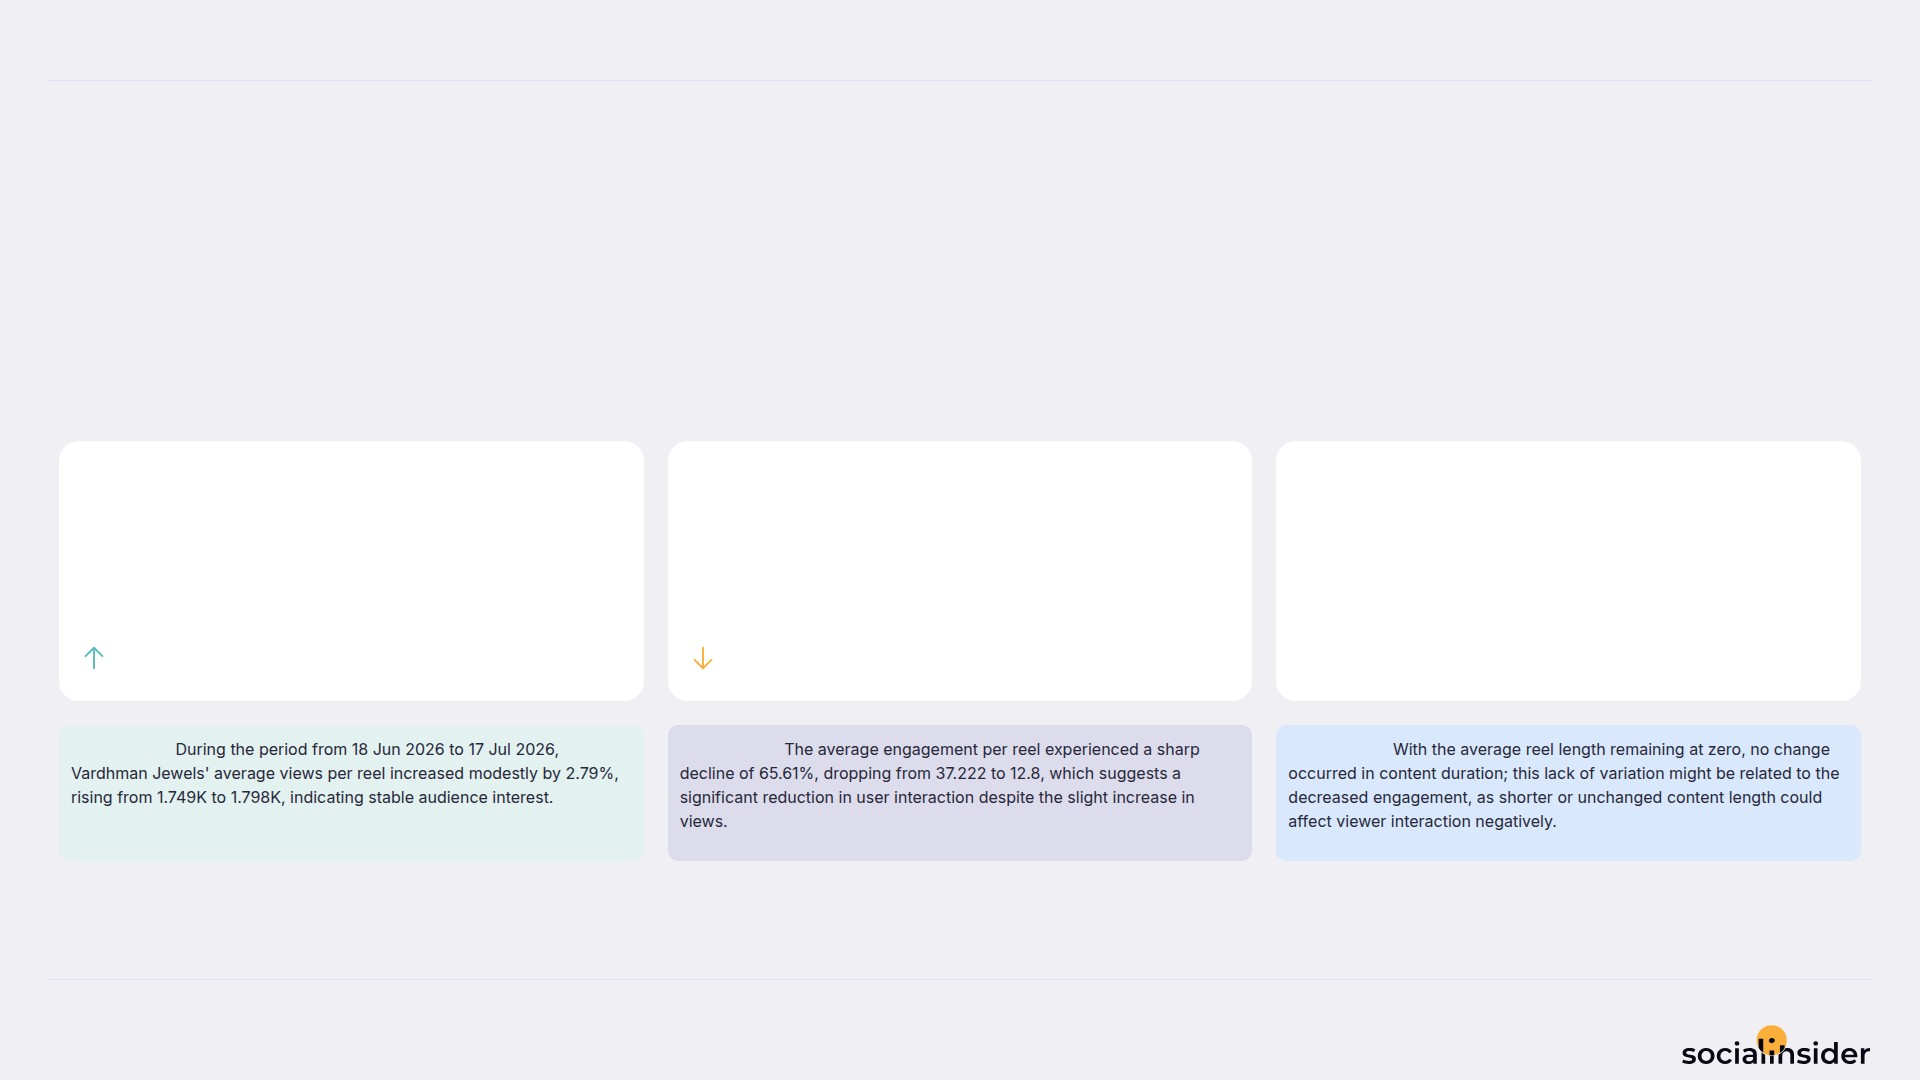 During the period from 18 Jun 2026 to 17 Jul 2026,
Vardhman Jewels' average views per reel increased modestly by 2.79%,
rising from 1.749K to 1.798K, indicating stable audience interest.
The average engagement per reel experienced a sharp
decline of 65.61%, dropping from 37.222 to 12.8, which suggests a
significant reduction in user interaction despite the slight increase in
views.
With the average reel length remaining at zero, no change
occurred in content duration; this lack of variation might be related to the
decreased engagement, as shorter or unchanged content length could
affect viewer interaction negatively.
socialinsider